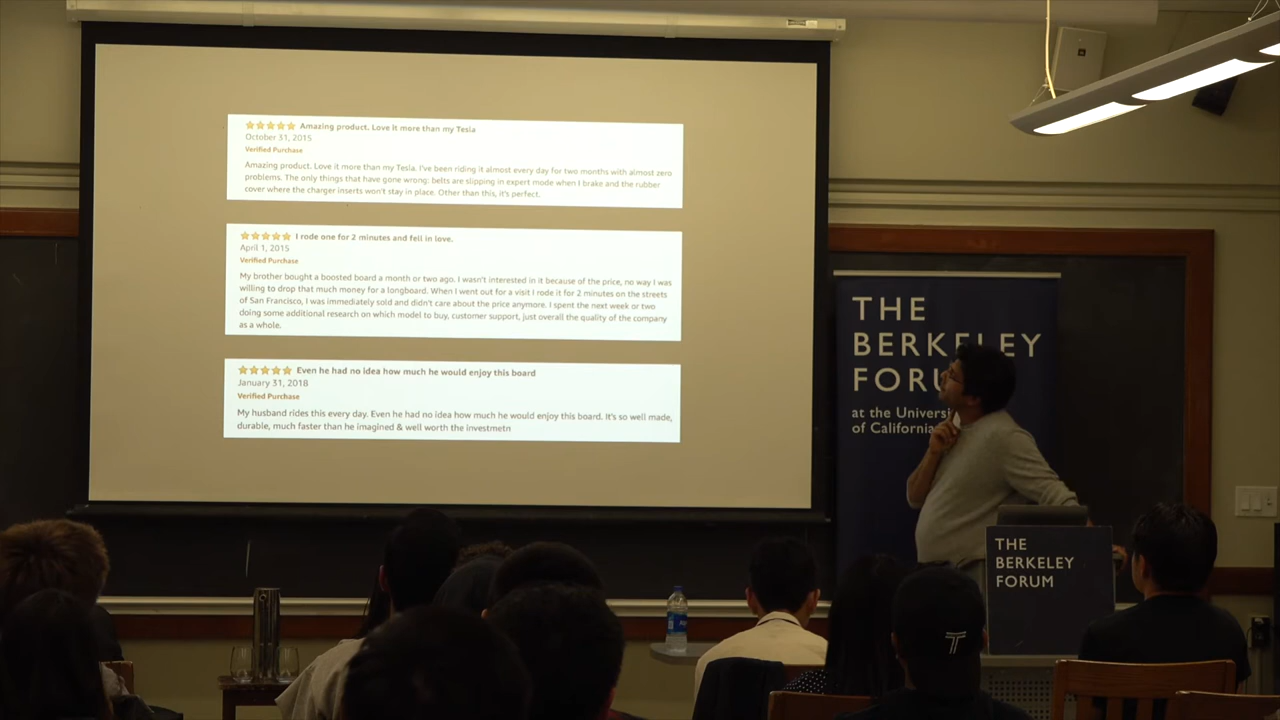 Amazing product. Love it more than my Tesla
October 31, 2015
Verified Purchase
Amazing product. Love it more than my Tesla. I've been riding it almost every day for two months with almost zero
problems. The only things that have gone wrong: belts are slipping in expert mode when I brake and the rubber
cover where the charger inserts won't stay in place. Other than this, it's perfect.
I rode one for 2 minutes and fell in love.
April 1, 2015
Verified Purchase
My brother bought a boosted board a month or two ago. I wasn't interested in it because of the price, no way I was
willing to drop that much money for a longboard. When I went out for a visit I rode it for 2 minutes on the streets
of San Francisco, I was immediately sold and didn't care about the price anymore. I spent the next week or two
doing some additional research on which model to buy, customer support, just overall the quality of the company
as a whole.
Even he had no idea how much he would enjoy this board
January 31, 2018
Verified Purchase
My husband rides this every day. Even he had no idea how much he would enjoy this board. It's so well made,
durable, much faster than he imagined & well worth the investmetn
THE
BERKELEY
FORU
at the Universi
of California
THE
BERKELEY
FORUM
T